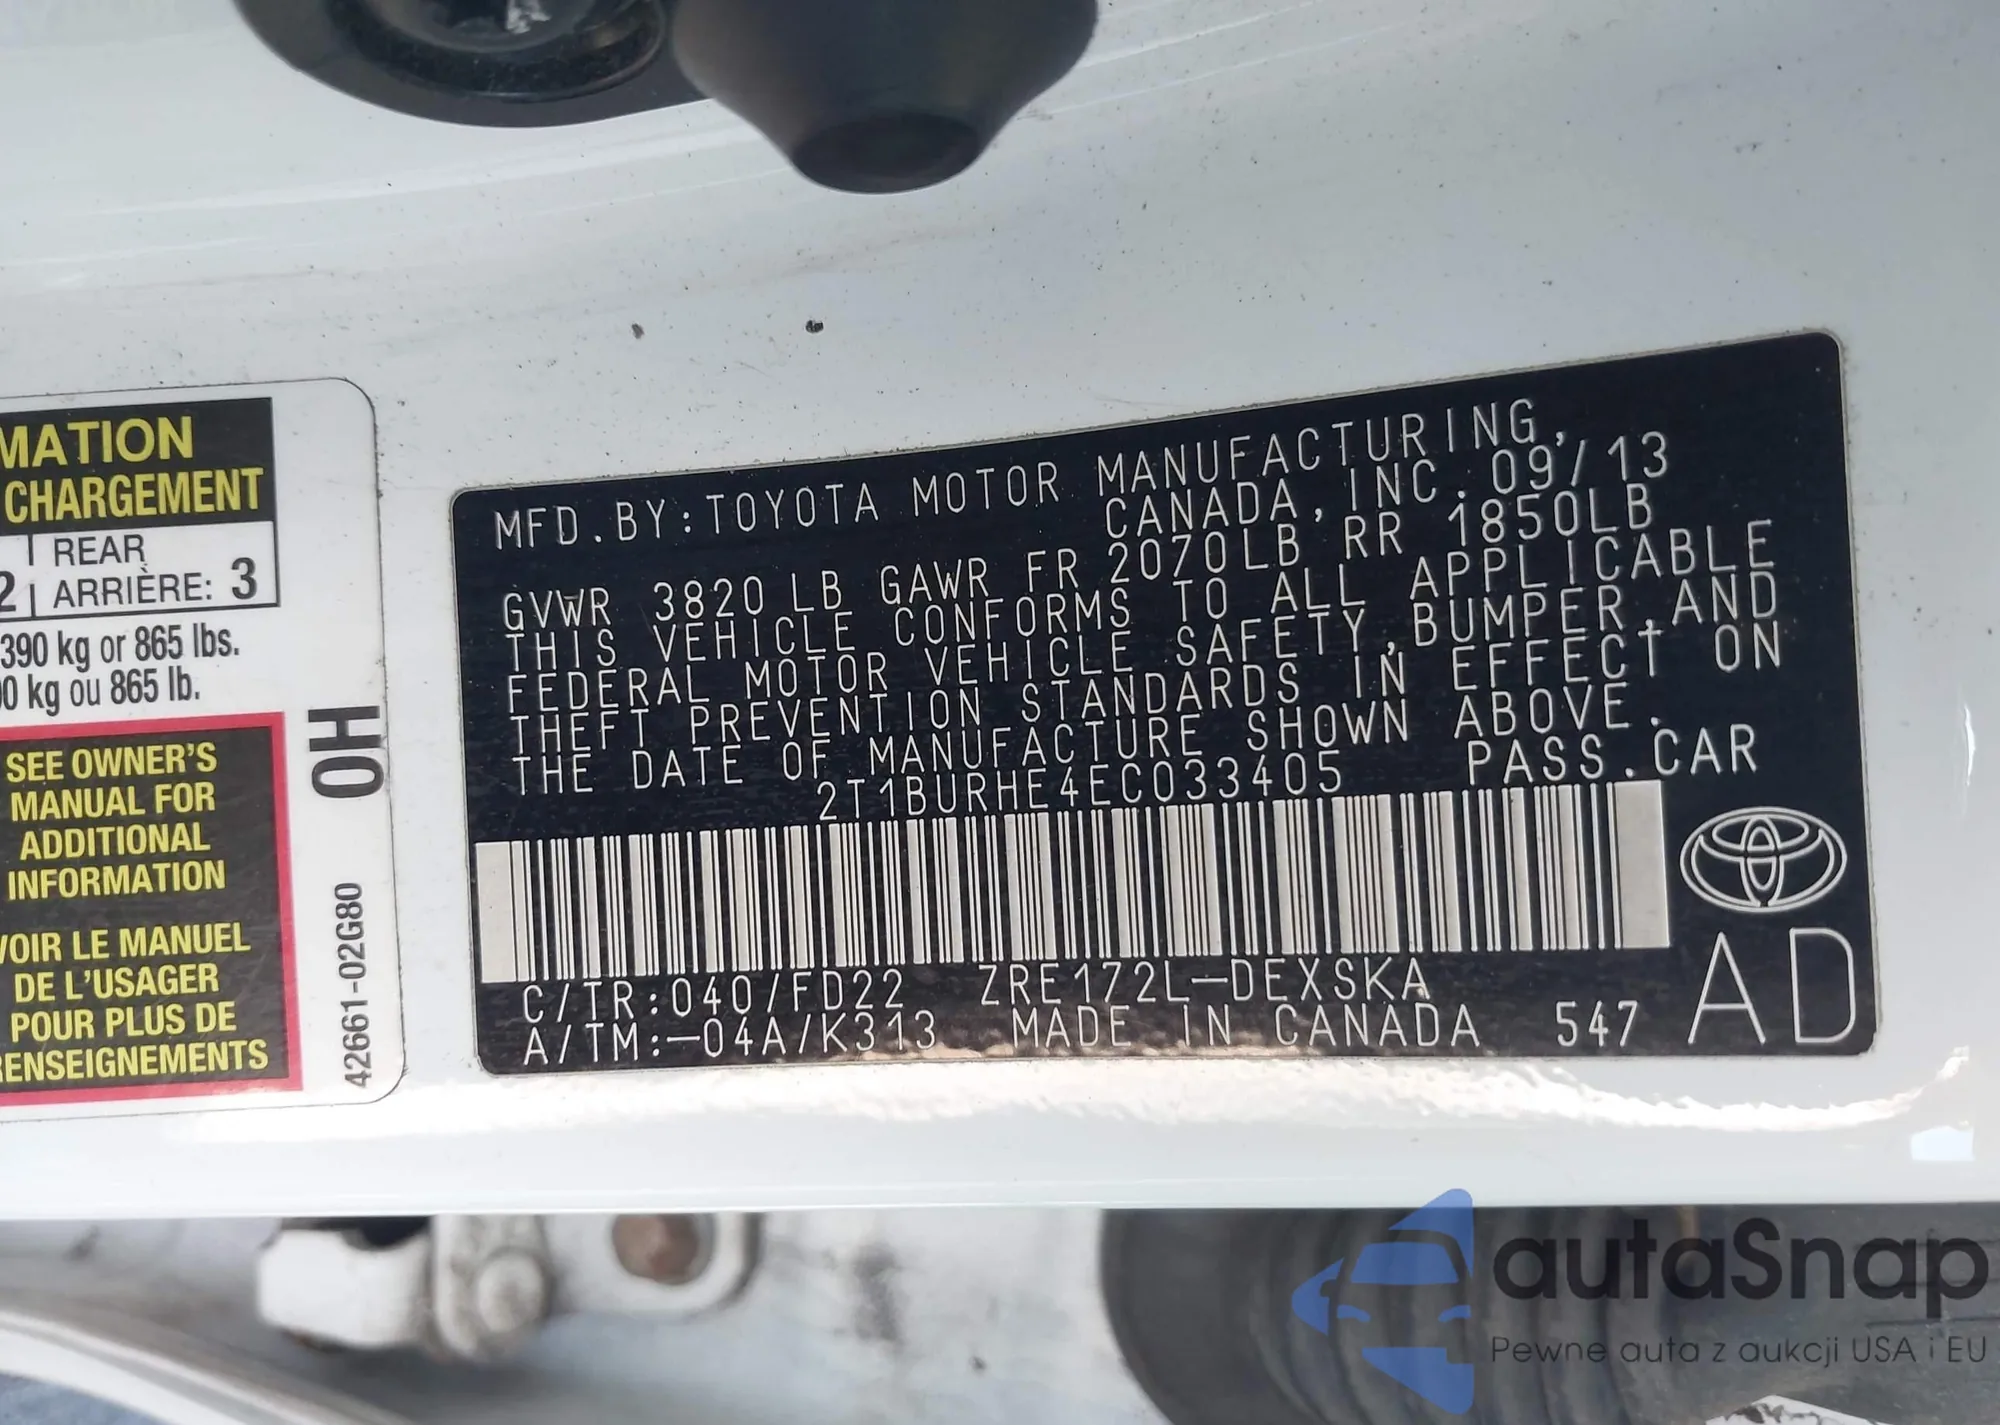 MATION
CHARGEMENT
REAR
2 ARRIÈRE: 3
390 kg or 865 lbs.
0 kg ou 865 lb.
SEE OWNER'S
MANUAL FOR
ADDITIONAL
INFORMATION
VOIR LE MANUEL
DE L'USAGER
POUR PLUS DE
RENSEIGNEMENTS
0H
42661-02G80
MFD.BY:TOYOTA MOTOR MANUFACTURING,
CANADA,INC.09/13
GVWR 3820 LB GAWR FR 2070LB RR 1850LB
THIS VEHICLE CONFORMS TO ALL APPLICABLE
FEDERAL MOTOR VEHICLE SAFETY,BUMPER,AND
THEFT PREVENTION STANDARDS IN EFFECT ON
THE DATE OF MANUFACTURE SHOWN ABOVE.
2T1BURHE4EC033405 PASS.CAR
C/TR:040/FD22 ZRE172L-DEXSKA
A/TM:-04A/K313 MADE IN CANADA 547 AD
autaSnap
Pewne auta z aukcji USA i EU